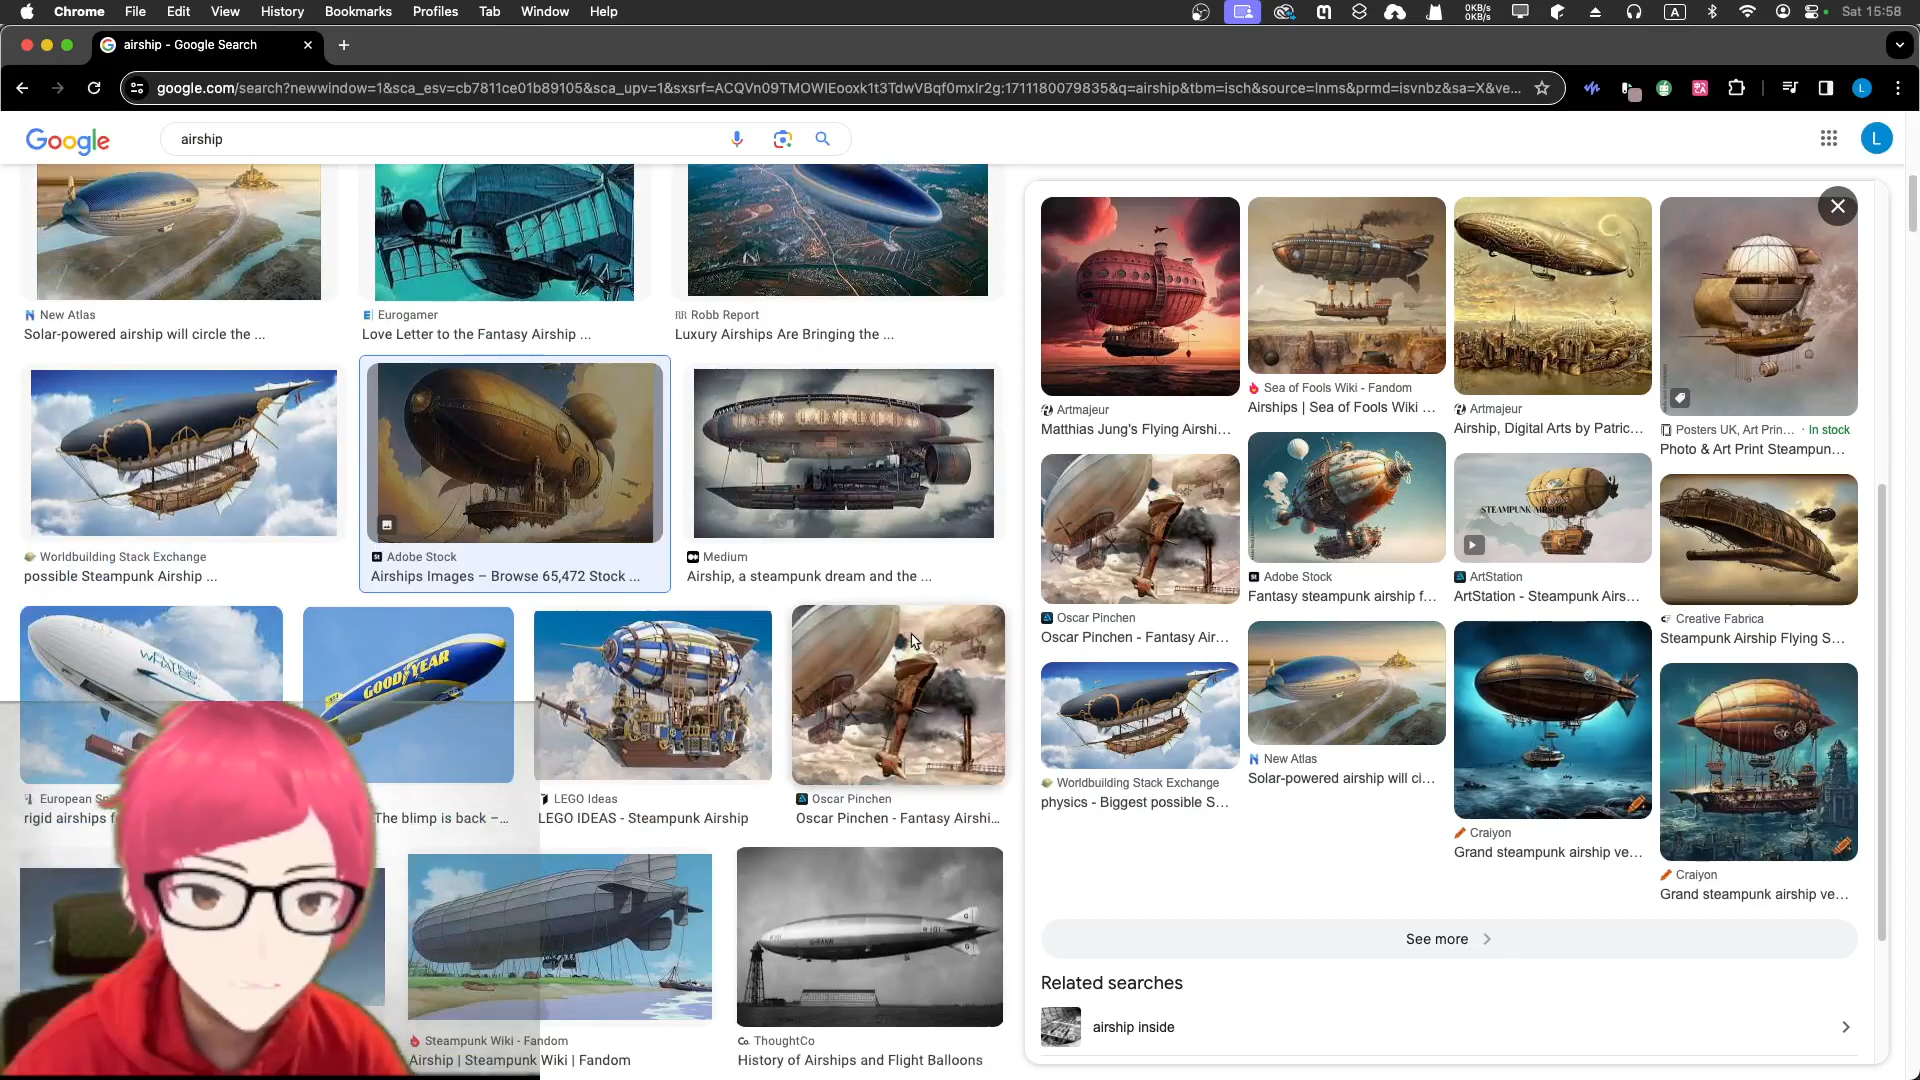 Chrome File Edit View History Bookmarks Profiles Tab Window Help
0KB/s
0KB/s
A
Sat 15:58
airship - Google Search
google.com/search?newwindow=1&sca_esv=cb7811ce01b89105&sca_upv=1&sxsrf=ACQVn09TMOWIEooxk1t3TdwVBqf0mxlr2g:1711180079835&q=airship&tbm=isch&source=lnms&prmd=isvnbz&sa=X&ve...
L
Google
airship
L
New Atlas
Solar-powered airship will circle the ...
Eurogamer
Love Letter to the Fantasy Airship ...
Robb Report
Luxury Airships Are Bringing the ...
Worldbuilding Stack Exchange
possible Steampunk Airship ...
Adobe Stock
Airships Images – Browse 65,472 Stock ...
Medium
Airship, a steampunk dream and the ...
WHALES
GOODYEAR
European Sp
rigid airships f
The blimp is back –...
LEGO Ideas
LEGO IDEAS - Steampunk Airship
Oscar Pinchen
Oscar Pinchen - Fantasy Airshi...
Steampunk Wiki - Fandom
Airship | Steampunk Wiki | Fandom
R 101
G
Co. ThoughtCo
History of Airships and Flight Balloons
Artmajeur
Matthias Jung's Flying Airshi...
Sea of Fools Wiki - Fandom
Airships | Sea of Fools Wiki ...
Artmajeur
Airship, Digital Arts by Patric...
Posters UK, Art Prin... · In stock
Photo & Art Print Steampun...
Oscar Pinchen
Oscar Pinchen - Fantasy Air...
Adobe Stock
Fantasy steampunk airship f...
STEAMPUNK AIRSHIP
ArtStation
ArtStation - Steampunk Airs...
Creative Fabrica
Steampunk Airship Flying S...
Worldbuilding Stack Exchange
physics - Biggest possible S...
New Atlas
Solar-powered airship will ci...
Craiyon
Grand steampunk airship ve...
Craiyon
Grand steampunk airship ve...
See more
Related searches
airship inside